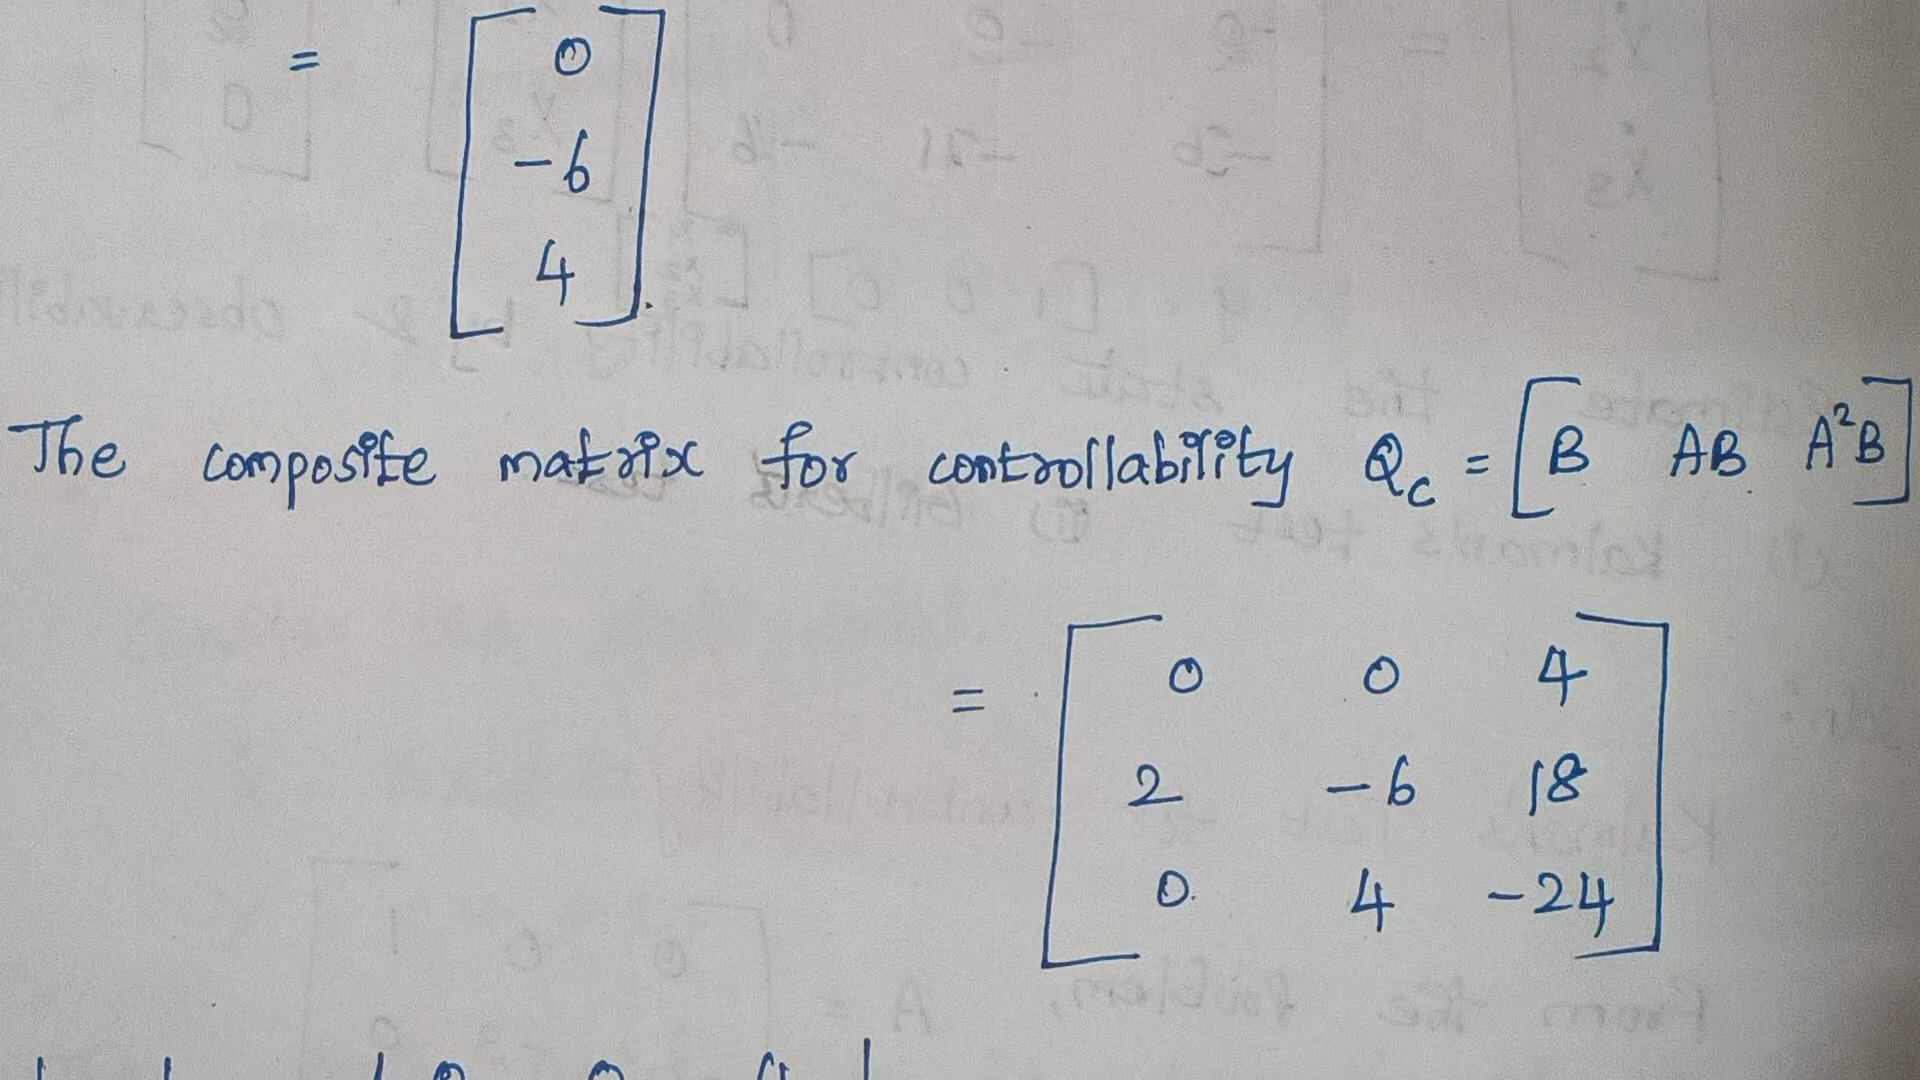 =
0
-6
4
The composite matrix for controllability Qc = [B AB A²B]
=
0 0 4
2 -6 18
0 4 -24